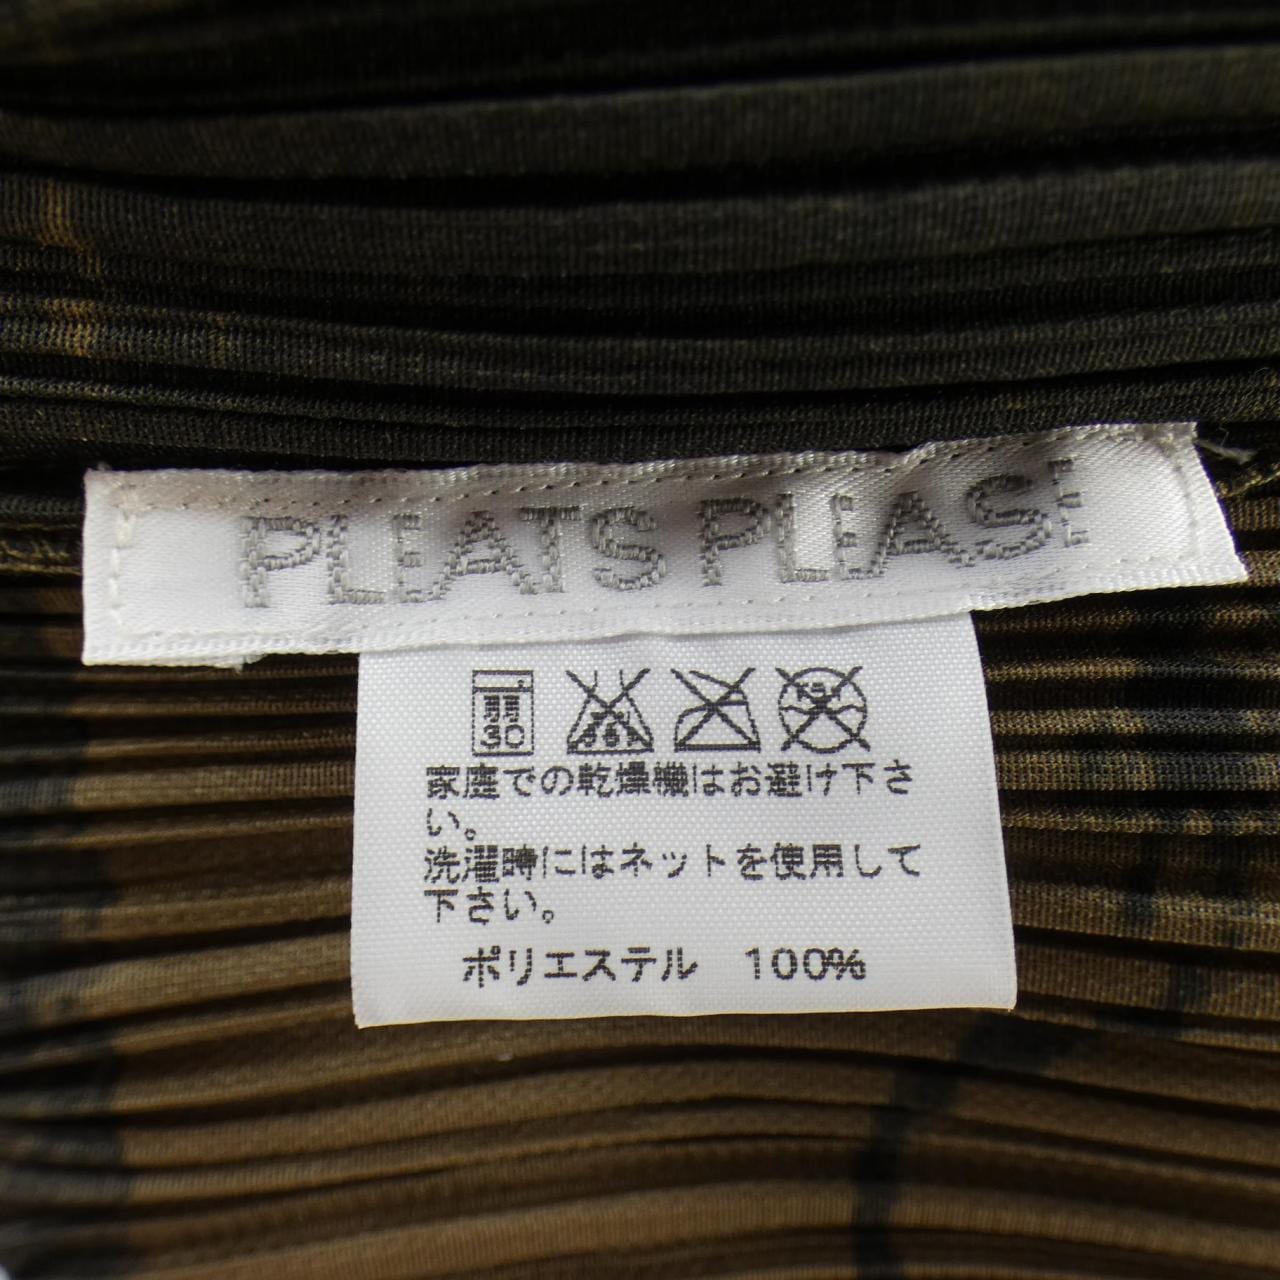 PLEATS PLEASE
弱
30
家庭での乾燥機はお避け下さ
い。
洗濯時にはネットを使用して
下さい。
ポリエステル 100%